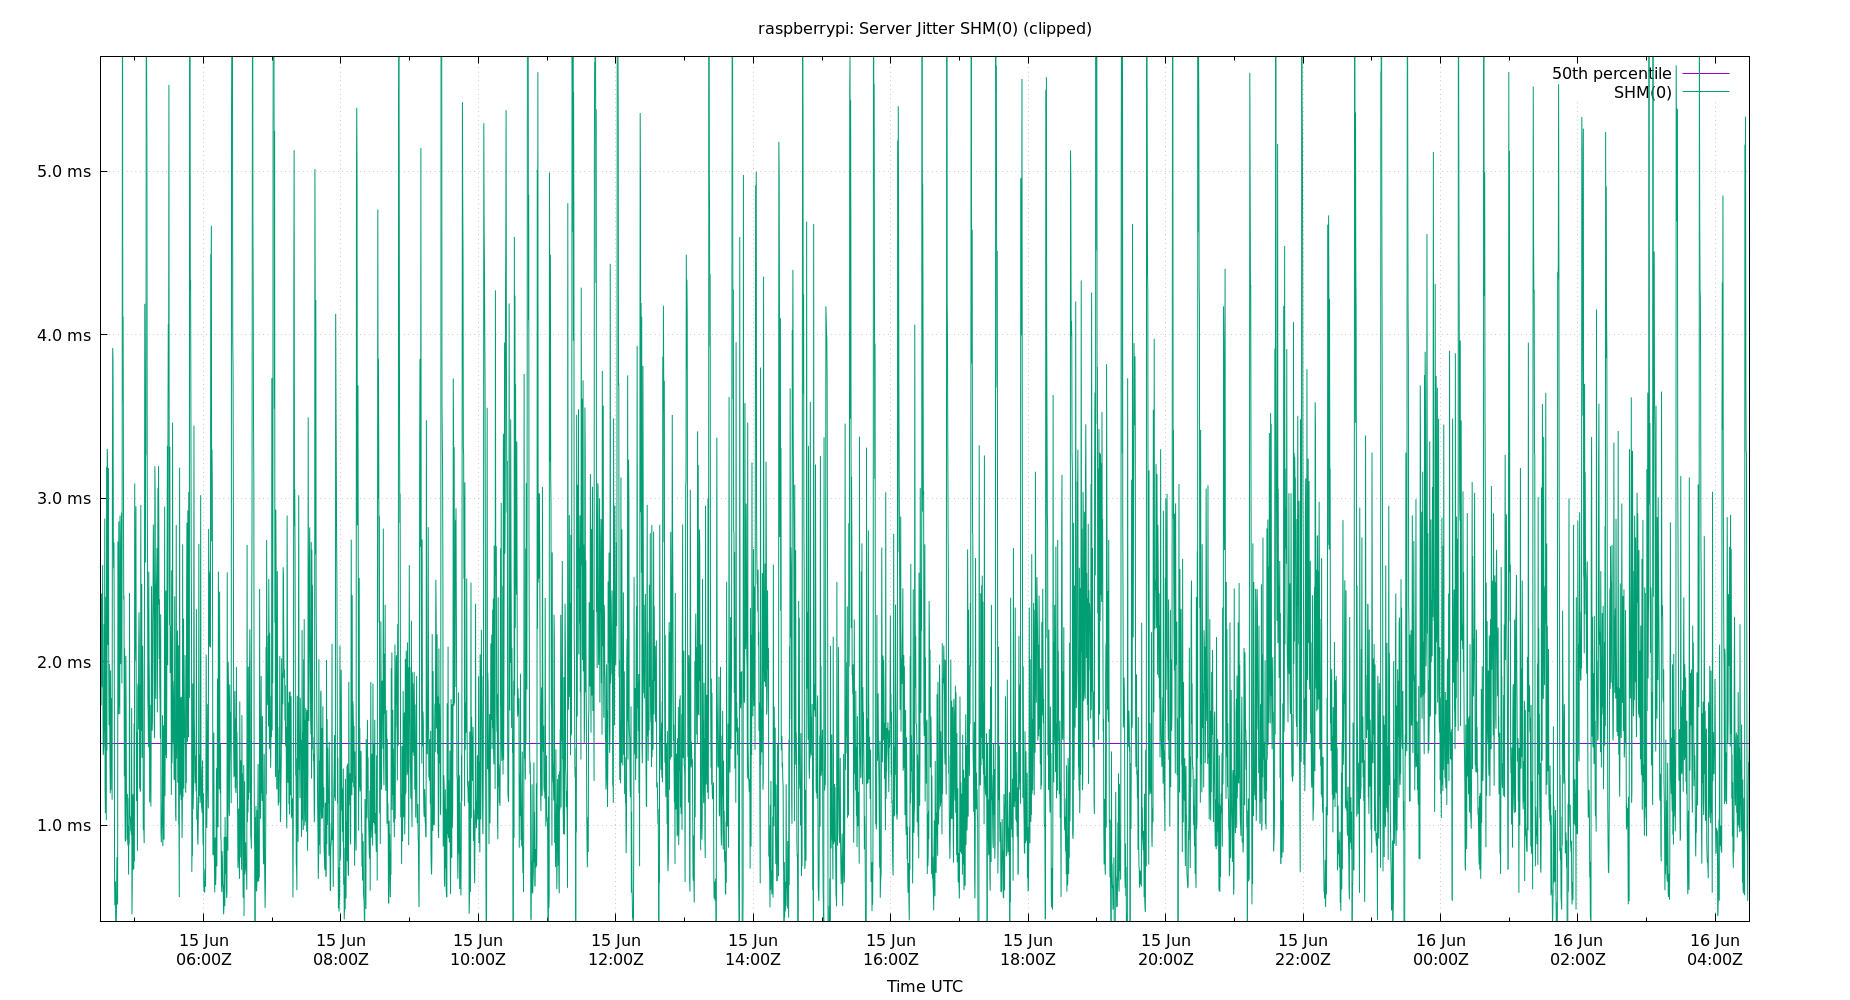 raspberrypi: Server Jitter SHM(0) (clipped)
50th percentile
SHM(0)
5.0 ms
4.0 ms
3.0 ms
2.0 ms
1.0 ms
15 Jun 15 Jun 15 Jun 15 Jun 15 Jun 15 Jun 15 Jun 15 Jun 15 Jun 16 Jun 16 Jun 16 Jun
06:00Z 08:00Z 10:00Z 12:00Z 14:00Z 16:00Z 18:00Z 20:00Z 22:00Z 00:00Z 02:00Z 04:00Z
Time UTC